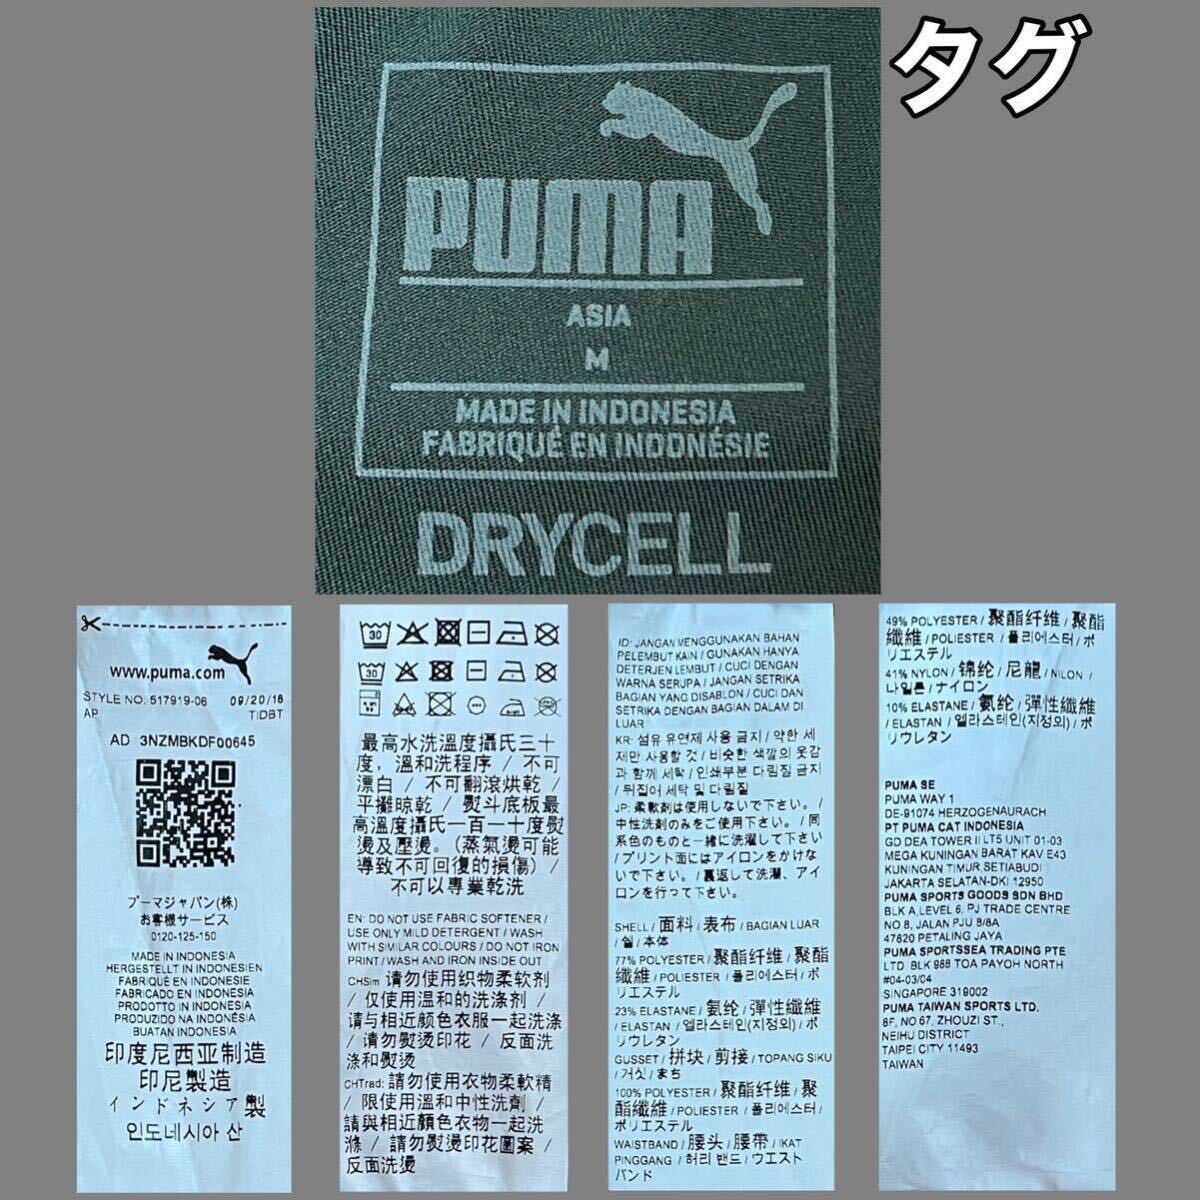 タグ
PUMA
ASIA
M
MADE IN INDONESIA
FABRIQUÉ EN INDONÉSIE
DRYCELL
www.puma.com
STYLE NO. 517919-06 09/20/18
AP TIDBT
AD 3NZMBKDF00645
プーマジャパン(株)
お客様サービス
0120-125-150
MADE IN INDONESIA
HERGESTELLT IN INDONESIEN
FABRIQUÉ EN INDONESIE
FABRICADO EN INDONESIA
PRODOTTO IN INDONESIA
PRODUZIDO NA INDONÉSIA
BUATAN INDONESIA
印度尼西亚制造
印尼製造
インドネシア製
인도네시아 산
最高水洗溫度攝氏三十
度，溫和洗程序 / 不可
漂白 / 不可翻滾烘乾 /
平攤晾乾 / 熨斗底板最
高溫度攝氏一百一十度熨
燙及壓燙。(蒸氣燙可能
導致不可回復的損傷) /
不可以專業乾洗
EN: DO NOT USE FABRIC SOFTENER /
USE ONLY MILD DETERGENT / WASH
WITH SIMILAR COLOURS / DO NOT IRON
PRINT / WASH AND IRON INSIDE OUT
CHSim: 请勿使用织物柔软剂
/ 仅使用温和的洗涤剂 /
请与相近颜色衣服一起洗涤
/ 请勿熨烫印花 / 反面洗
涤和熨烫
CHTrad: 請勿使用衣物柔軟精
/ 限使用溫和中性洗劑 /
請與相近顏色衣物一起洗
滌 / 請勿熨燙印花圖案 /
反面洗燙
ID: JANGAN MENGGUNAKAN BAHAN
PELEMBUT KAIN / GUNAKAN HANYA
DETERJEN LEMBUT / CUCI DENGAN
WARNA SERUPA / JANGAN SETRIKA
BAGIAN YANG DISABLON / CUCI DAN
SETRIKA DENGAN BAGIAN DALAM DI
LUAR
KR: 섬유 유연제 사용 금지 / 약한 세
제만 사용할 것 / 비슷한 색깔의 옷감
과 함께 세탁 / 인쇄부분 다림질 금지
/ 뒤집어 세탁 및 다림질
JP: 柔軟剤は使用しないで下さい。/
中性洗剤のみをご使用下さい。/ 同
系色のものと一緒に洗濯して下さい
/ プリント面にはアイロンをかけな
いで下さい。/ 裏返して洗濯、アイ
ロンを行って下さい。
SHELL / 面料 / 表布 / BAGIAN LUAR
/ 쉘 / 本体
77% POLYESTER / 聚酯纤维 / 聚酯
纖維 / POLIESTER / 폴리에스터 / ポ
リエステル
23% ELASTANE / 氨纶 / 彈性纖維
/ ELASTAN / 엘라스테인(지정외) / ポ
リウレタン
GUSSET / 拼块 / 剪接 / TOPANG SIKU
/ 거싯 / まち
100% POLYESTER / 聚酯纤维 / 聚
酯纖維 / POLIESTER / 폴리에스터 /
ポリエステル
WAISTBAND / 腰头 / 腰帶 / IKAT
PINGGANG / 허리 밴드 / ウエスト
バンド
49% POLYESTER / 聚酯纤维 / 聚酯
纖維 / POLIESTER / 폴리에스터 / ポ
リエステル
41% NYLON / 锦纶 / 尼龍 / NILON /
나일론 / ナイロン
10% ELASTANE / 氨纶 / 彈性纖維
/ ELASTAN / 엘라스테인(지정외) / ポ
リウレタン
PUMA SE
PUMA WAY 1
DE-91074 HERZOGENAURACH
PT PUMA CAT INDONESIA
GD DEA TOWER II LT5 UNIT 01-03
MEGA KUNINGAN BARAT KAV E43
KUNINGAN TIMUR,SETIABUDI
JAKARTA SELATAN-DKI 12950
PUMA SPORTS GOODS SDN BHD
BLK A,LEVEL 6, PJ TRADE CENTRE
NO.8, JALAN PJU 8/8A
47820 PETALING JAYA
PUMA SPORTSSEA TRADING PTE
LTD. BLK 988 TOA PAYOH NORTH
#04-03/04
SINGAPORE 319002
PUMA TAIWAN SPORTS LTD.
8F, NO 67, ZHOUZI ST.,
NEIHU DISTRICT
TAIPEI CITY 11493
TAIWAN